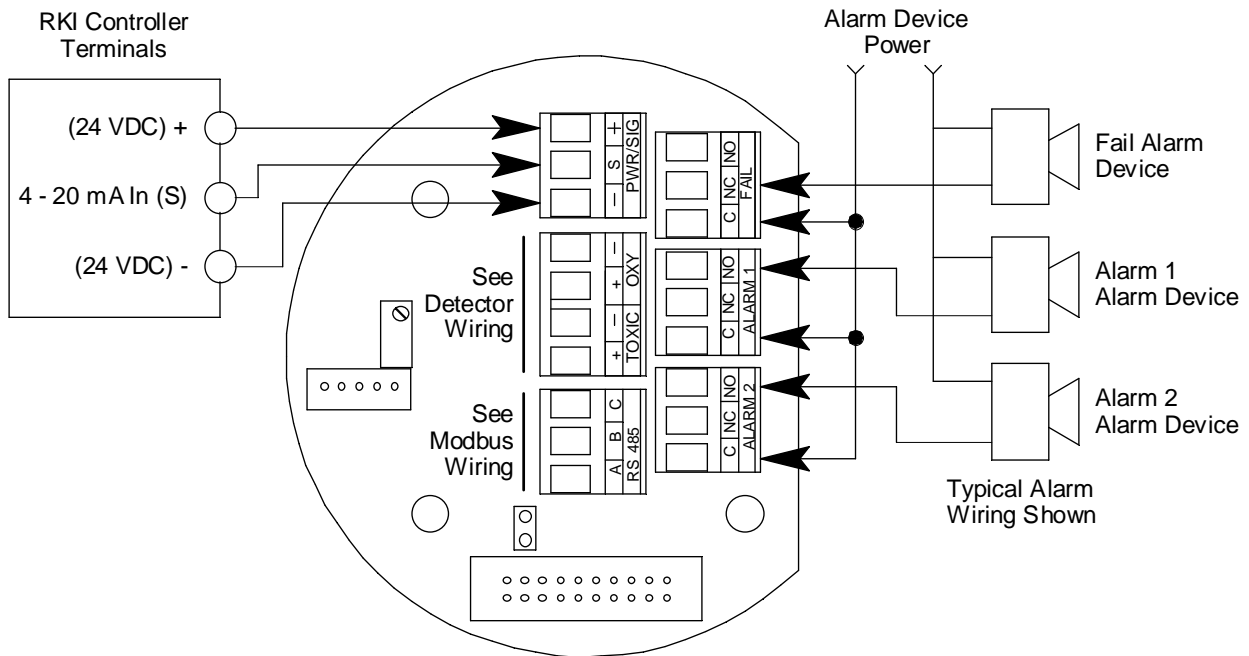 RKI Controller
Terminals
(24 VDC) +
4 - 20 mA In (S)
(24 VDC) -
Alarm Device
Power
+
S
–
PWR/SIG
NO
NC
C
FAIL
–
+
OXY
–
+
TOXIC
NO
NC
C
ALARM 1
C
B
A
RS 485
NO
NC
C
ALARM 2
See
Detector
Wiring
See
Modbus
Wiring
Fail Alarm
Device
Alarm 1
Alarm Device
Alarm 2
Alarm Device
Typical Alarm
Wiring Shown